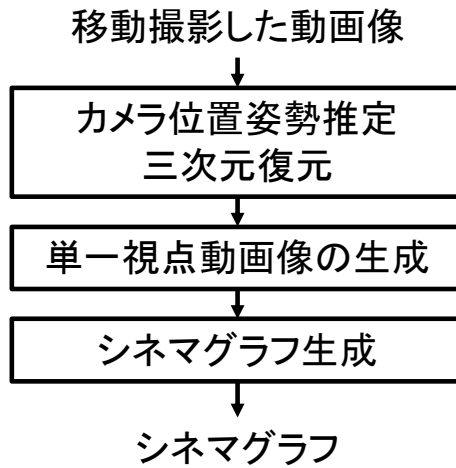 移動撮影した動画像
カメラ位置姿勢推定
三次元復元
単一視点動画像の生成
シネマグラフ生成
シネマグラフ